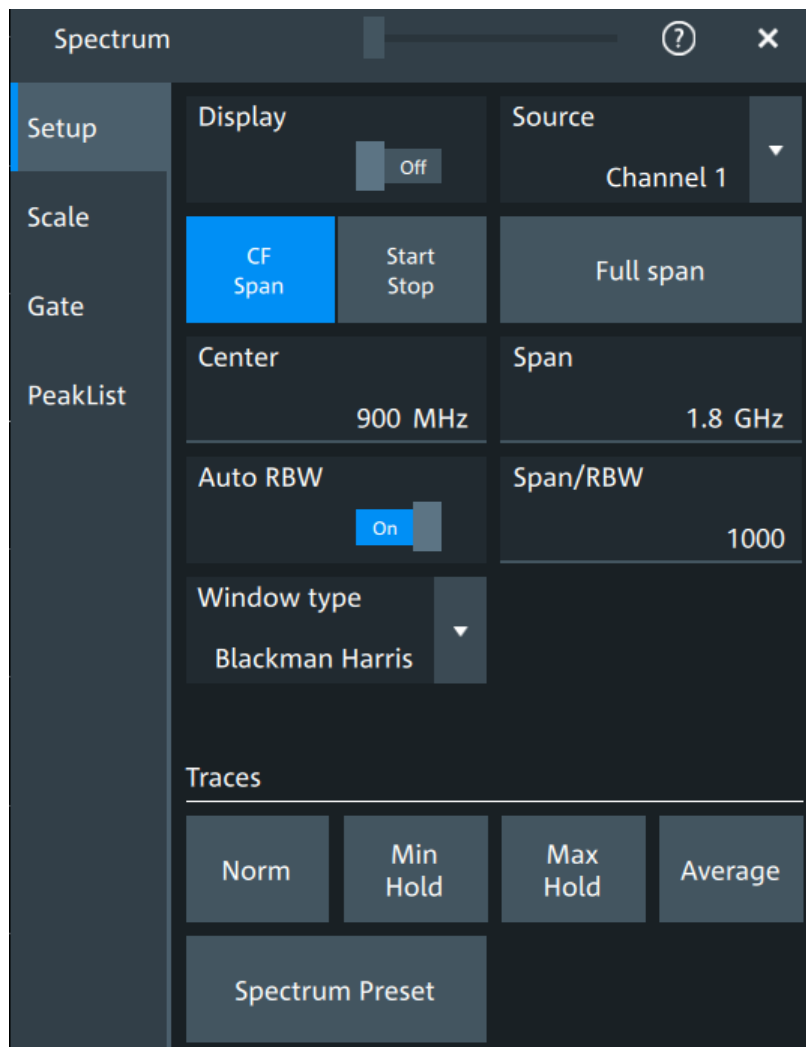 Spectrum
?
Setup
Scale
Gate
PeakList
Display
Off
Source
Channel 1
CF
Span
Start
Stop
Full span
Center
900 MHz
Span
1.8 GHz
Auto RBW
On
Span/RBW
1000
Window type
Blackman Harris
Traces
Norm
Min
Hold
Max
Hold
Average
Spectrum Preset